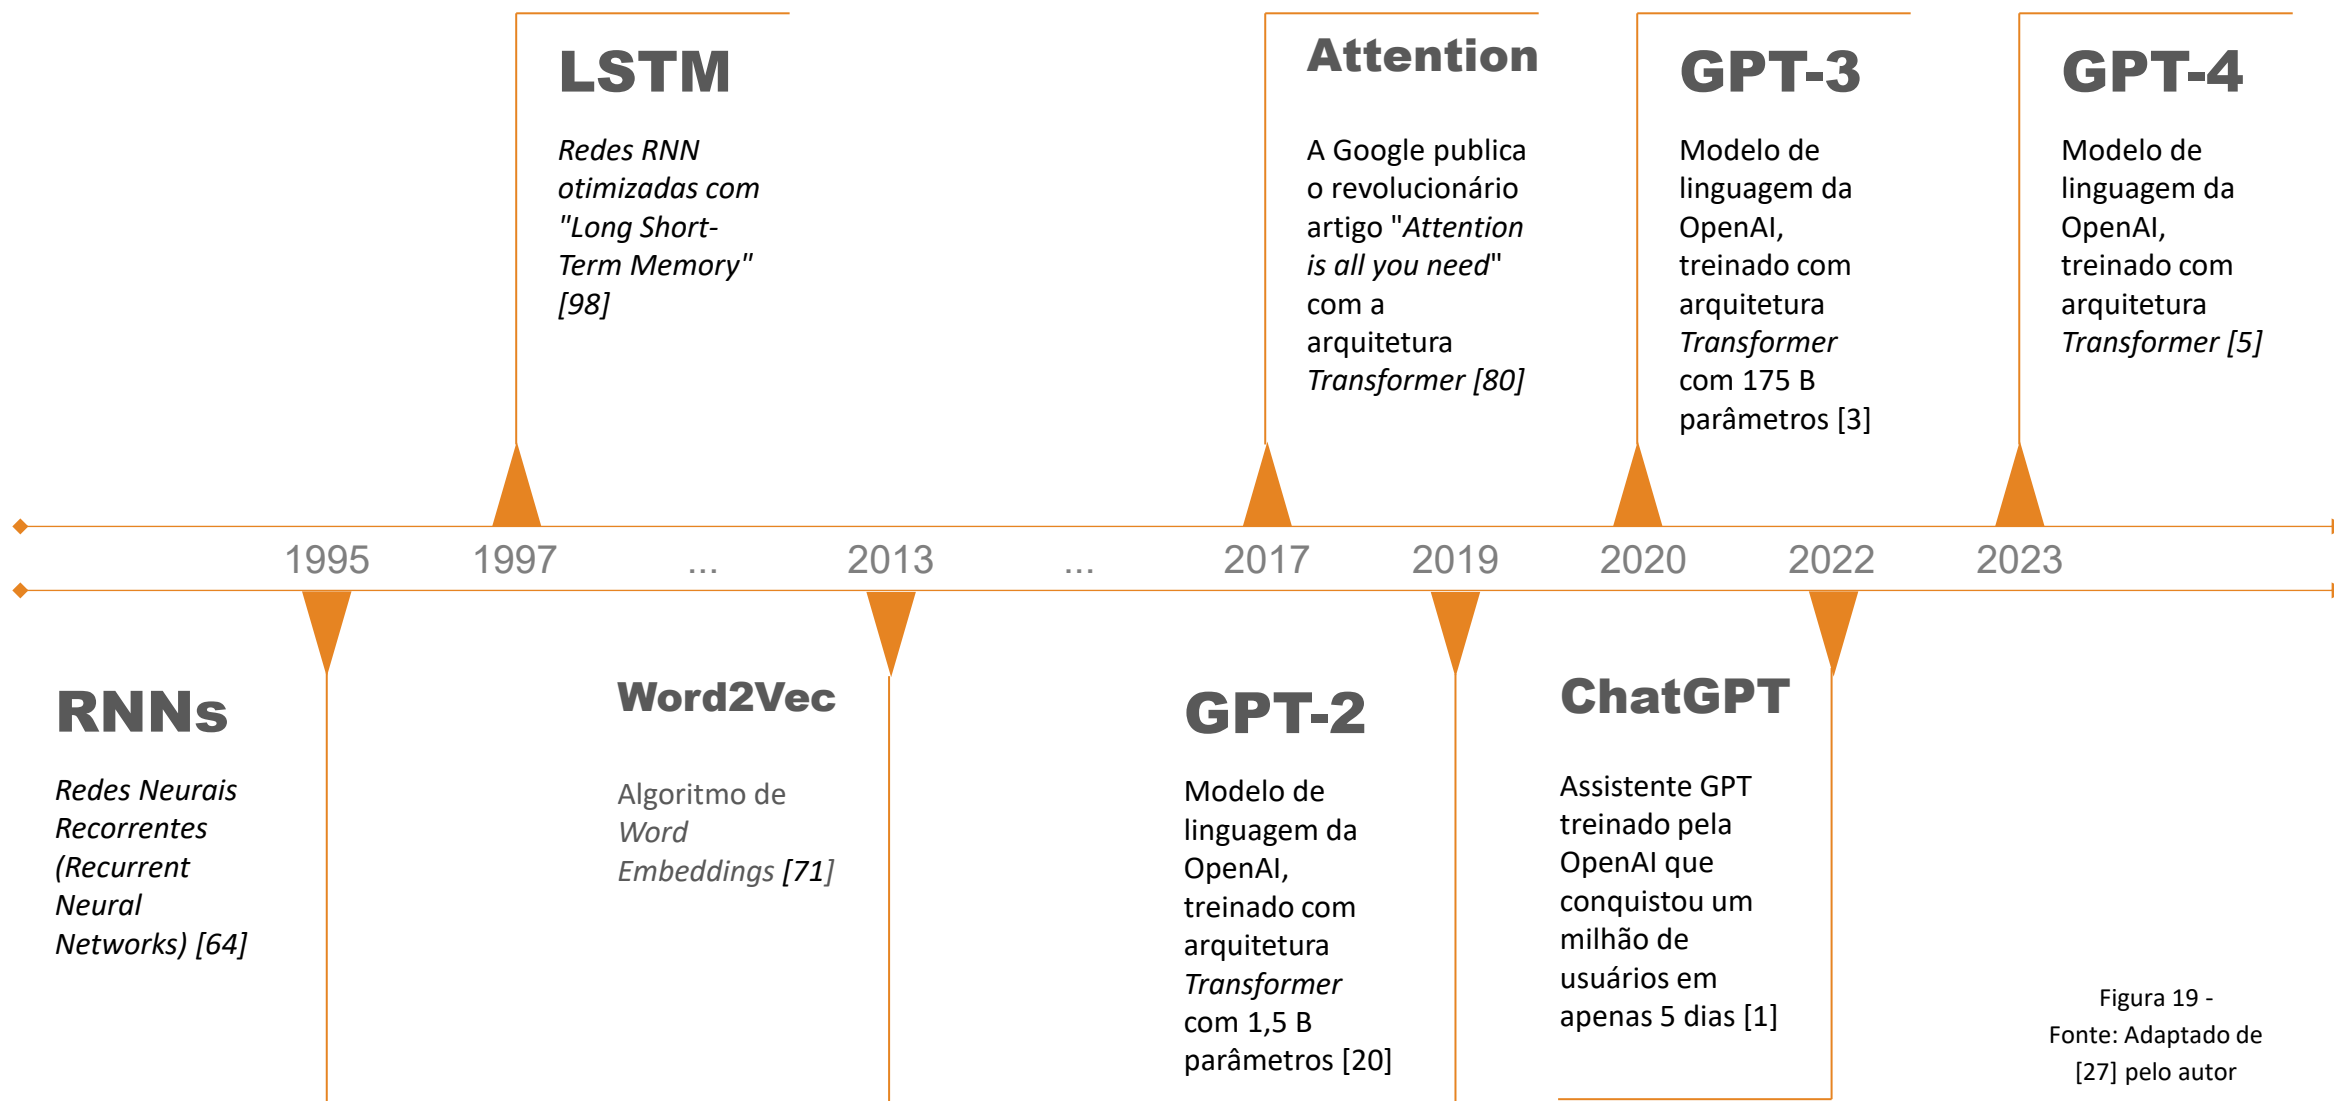 LSTM
Redes RNN
otimizadas com
"Long Short-
Term Memory"
[98]
Attention
A Google publica
o revolucionário
artigo "Attention
is all you need"
com a
arquitetura
Transformer [80]
GPT-3
Modelo de
linguagem da
OpenAI,
treinado com
arquitetura
Transformer
com 175 B
parâmetros [3]
GPT-4
Modelo de
linguagem da
OpenAI,
treinado com
arquitetura
Transformer [5]
1995 1997 ... 2013 ... 2017 2019 2020 2022 2023
RNNs
Redes Neurais
Recorrentes
(Recurrent
Neural
Networks) [64]
Word2Vec
Algoritmo de
Word
Embeddings [71]
GPT-2
Modelo de
linguagem da
OpenAI,
treinado com
arquitetura
Transformer
com 1,5 B
parâmetros [20]
ChatGPT
Assistente GPT
treinado pela
OpenAI que
conquistou um
milhão de
usuários em
apenas 5 dias [1]
Figura 19 -
Fonte: Adaptado de
[27] pelo autor